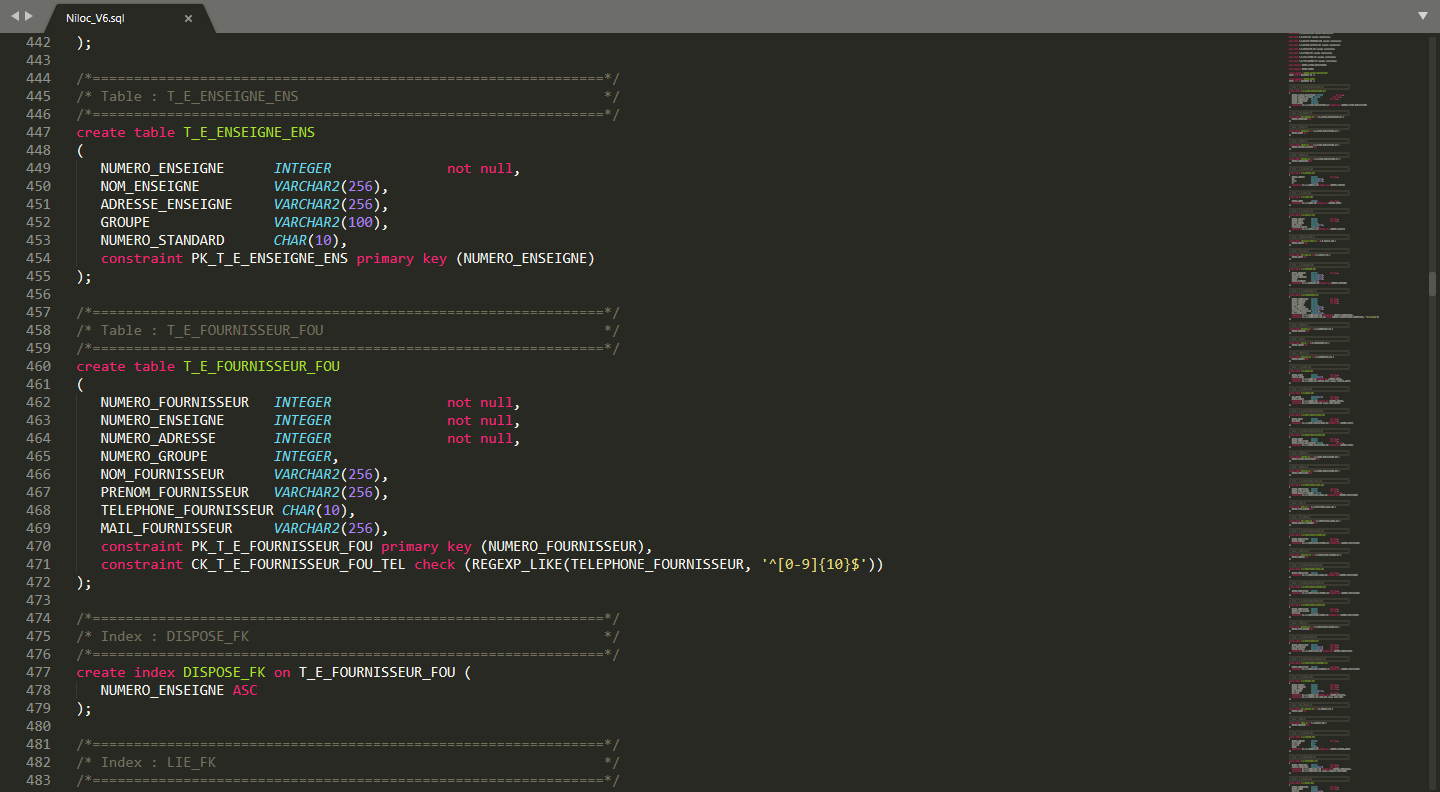 Niloc_V6.sql
442 );
443
444 /*==============================================================*/
445 /* Table : T_E_ENSEIGNE_ENS                                     */
446 /*==============================================================*/
447 create table T_E_ENSEIGNE_ENS
448 (
449    NUMERO_ENSEIGNE      INTEGER              not null,
450    NOM_ENSEIGNE         VARCHAR2(256),
451    ADRESSE_ENSEIGNE     VARCHAR2(256),
452    GROUPE               VARCHAR2(100),
453    NUMERO_STANDARD      CHAR(10),
454    constraint PK_T_E_ENSEIGNE_ENS primary key (NUMERO_ENSEIGNE)
455 );
456
457 /*==============================================================*/
458 /* Table : T_E_FOURNISSEUR_FOU                                  */
459 /*==============================================================*/
460 create table T_E_FOURNISSEUR_FOU
461 (
462    NUMERO_FOURNISSEUR   INTEGER              not null,
463    NUMERO_ENSEIGNE      INTEGER              not null,
464    NUMERO_ADRESSE       INTEGER              not null,
465    NUMERO_GROUPE        INTEGER,
466    NOM_FOURNISSEUR      VARCHAR2(256),
467    PRENOM_FOURNISSEUR   VARCHAR2(256),
468    TELEPHONE_FOURNISSEUR CHAR(10),
469    MAIL_FOURNISSEUR     VARCHAR2(256),
470    constraint PK_T_E_FOURNISSEUR_FOU primary key (NUMERO_FOURNISSEUR),
471    constraint CK_T_E_FOURNISSEUR_FOU_TEL check (REGEXP_LIKE(TELEPHONE_FOURNISSEUR, '^[0-9]{10}$'))
472 );
473
474 /*==============================================================*/
475 /* Index : DISPOSE_FK                                           */
476 /*==============================================================*/
477 create index DISPOSE_FK on T_E_FOURNISSEUR_FOU (
478    NUMERO_ENSEIGNE ASC
479 );
480
481 /*==============================================================*/
482 /* Index : LIE_FK                                               */
483 /*==============================================================*/